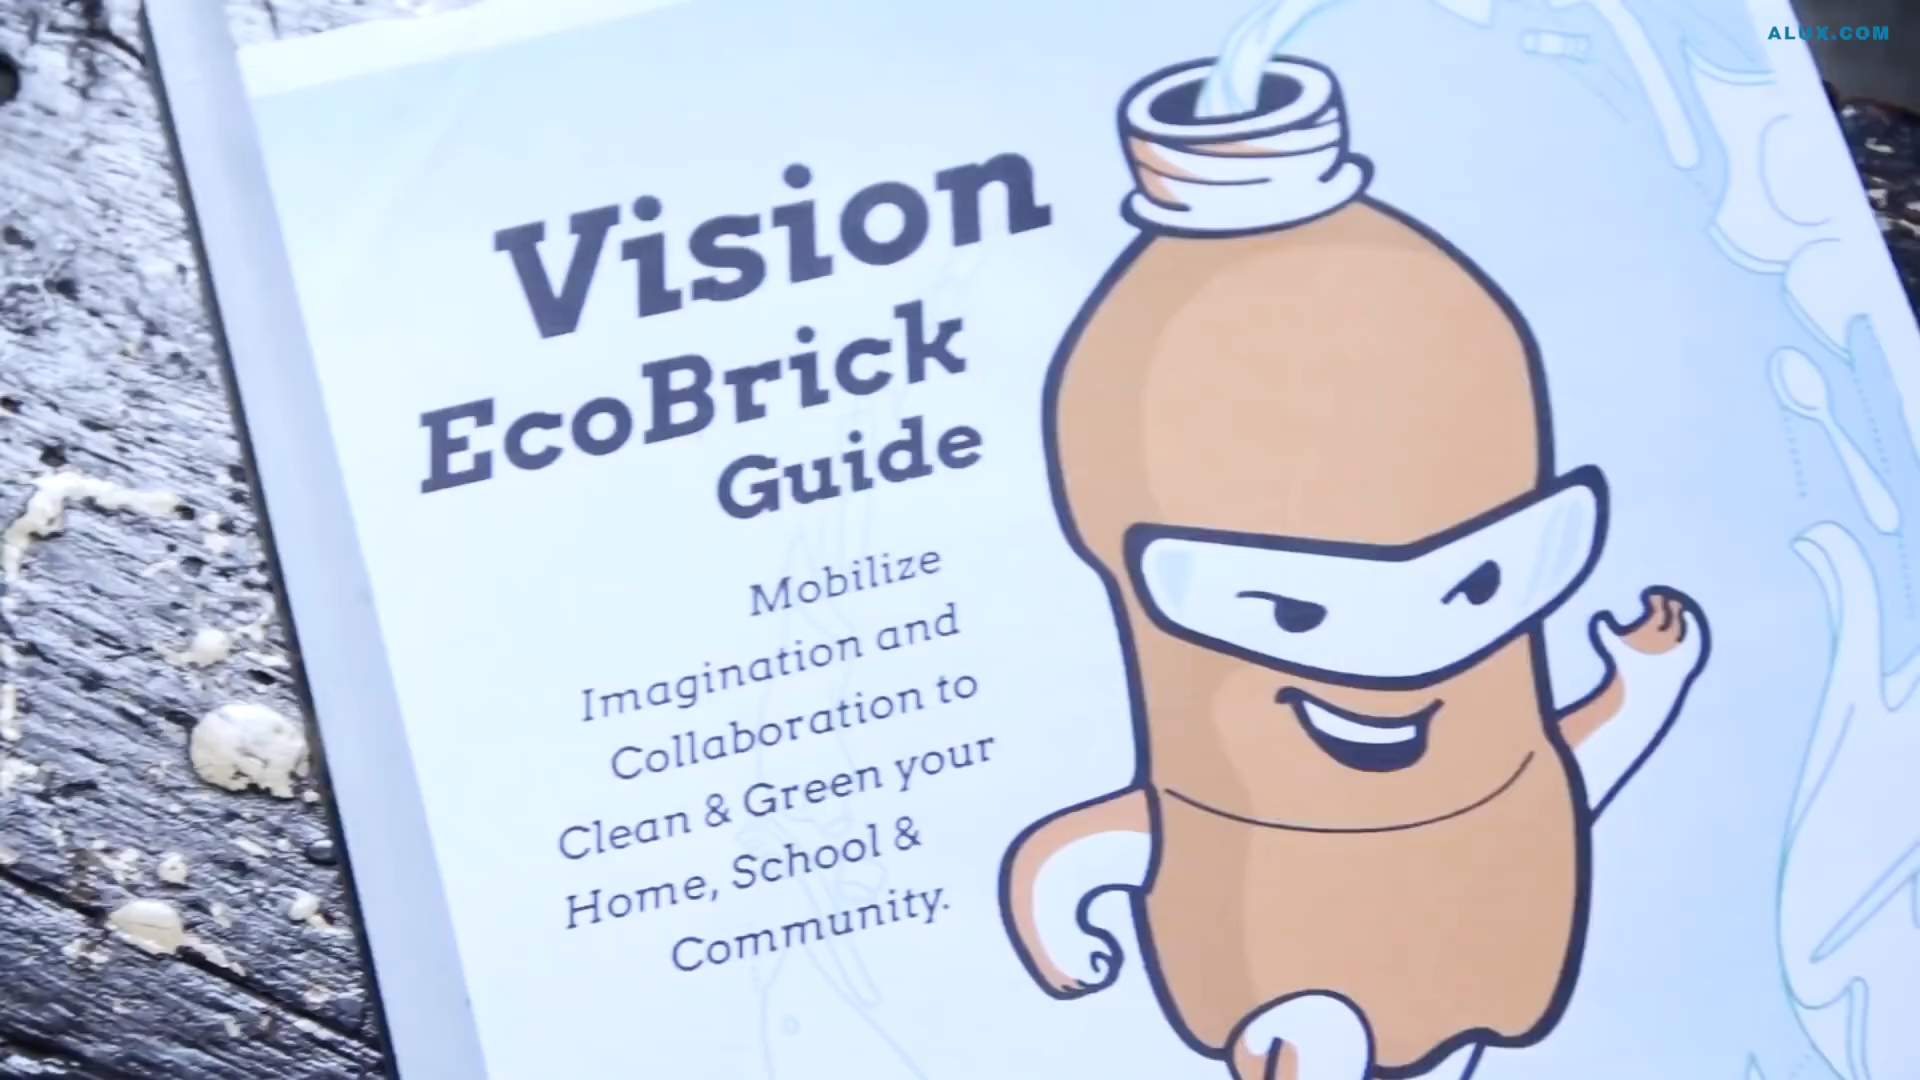 ALUX.COM
Vision
EcoBrick
Guide
Mobilize
Imagination and
Collaboration to
Clean & Green your
Home, School &
Community.